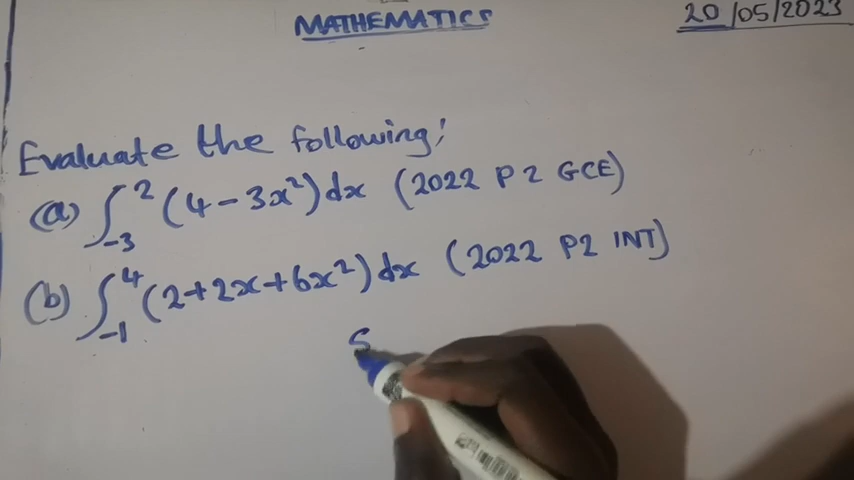 MATHEMATICS
20/05/2023
Evaluate the following:
(a) ∫₋₃² (4 - 3x²)dx (2022 P2 GCE)
(b) ∫₋₁⁴ (2+2x+6x²)dx (2022 P2 INT)
S